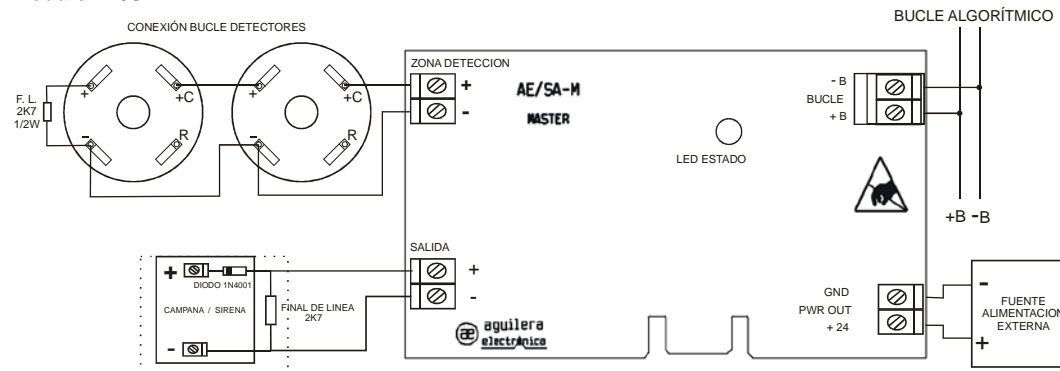 BUCLE ALGORÍTMICO
CONEXIÓN BUCLE DETECTORES
F. L.
2K7
1/2W
+
+C
-
R
+
+C
-
R
ZONA DETECCION
+
-
AE/SA-M
MASTER
LED ESTADO
- B
BUCLE
+ B
+B -B
SALIDA
+
-
+
DIODO 1N4001
CAMPANA / SIRENA
FINAL DE LINEA
2K7
-
ae aguilera
electrónica
GND
PWR OUT
+ 24
-
FUENTE
ALIMENTACION
EXTERNA
+